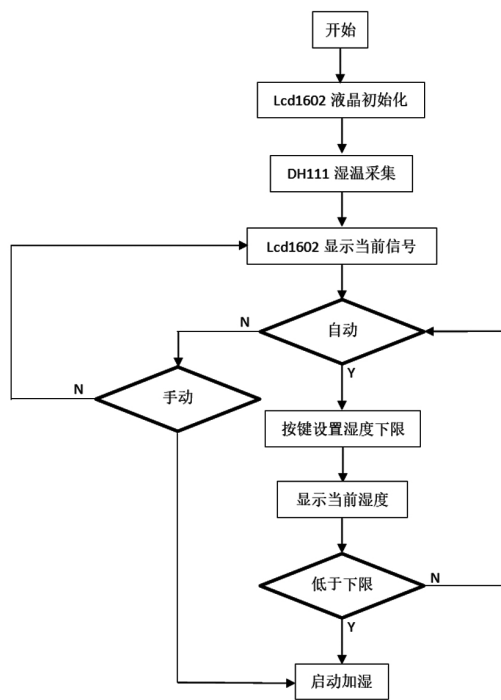 开始
Lcd1602 液晶初始化
DH111 湿温采集
Lcd1602 显示当前信号
N
自动
Y
N
手动
按键设置湿度下限
显示当前湿度
低于下限
N
Y
启动加湿